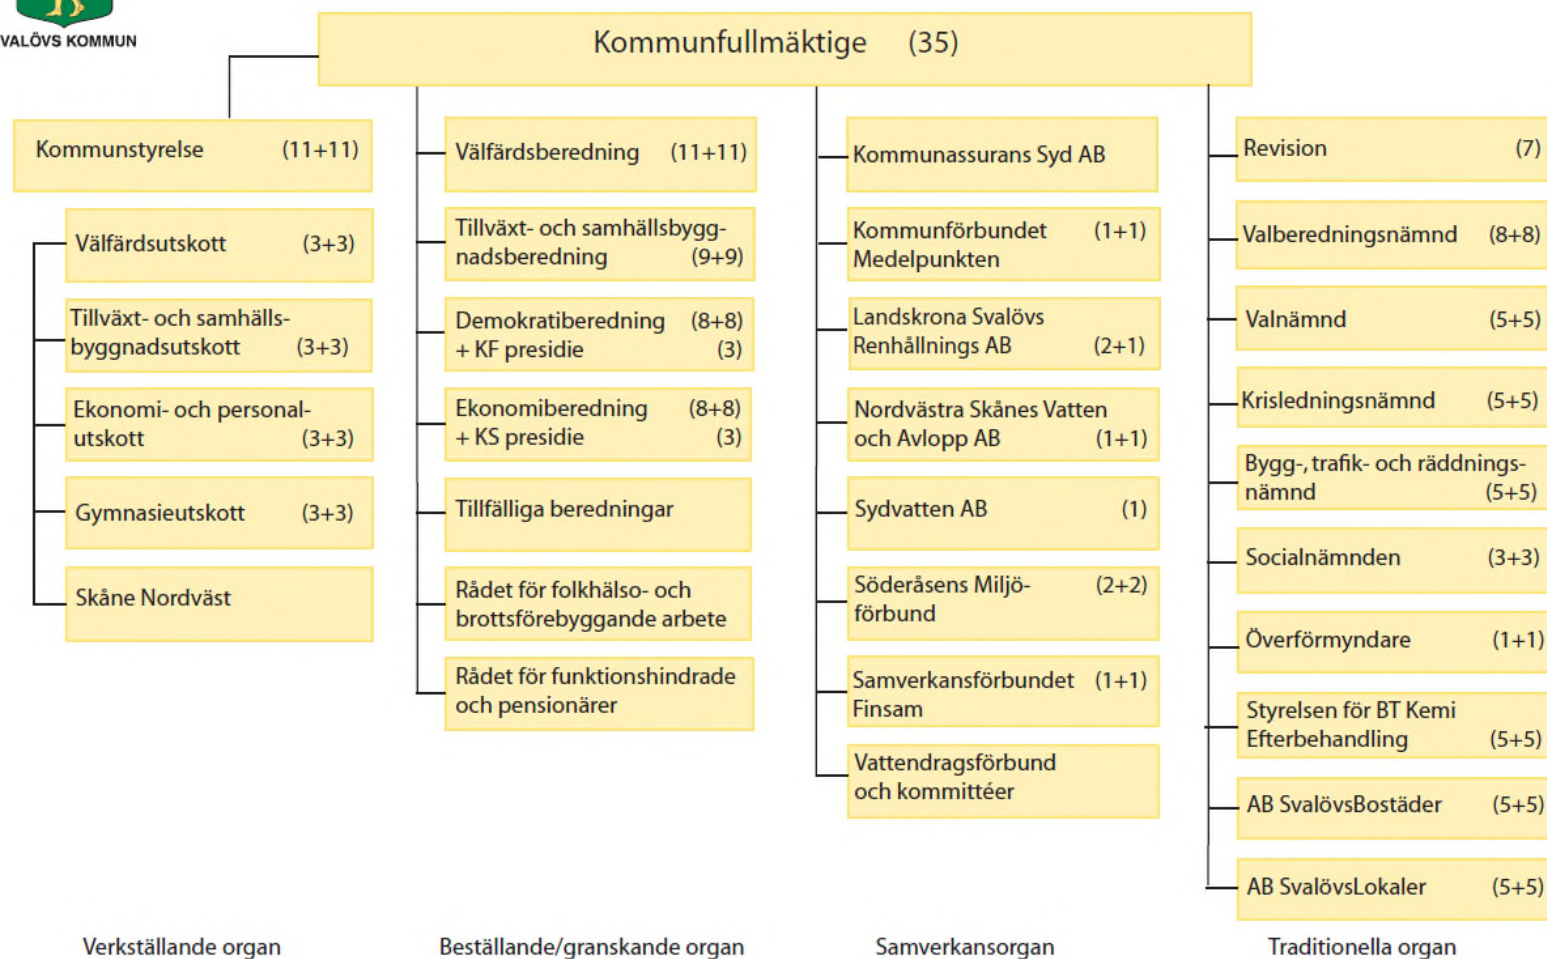 VALÖVS KOMMUN
Kommunfullmäktige (35)
Kommunstyrelse (11+11)
Välfärdsutskott (3+3)
Tillväxt- och samhälls-
byggnadsutskott (3+3)
Ekonomi- och personal-
utskott (3+3)
Gymnasieutskott (3+3)
Skåne Nordväst
Verkställande organ
Välfärdsberedning (11+11)
Tillväxt- och samhällsbygg-
nadsberedning (9+9)
Demokratiberedning (8+8)
+ KF presidie (3)
Ekonomiberedning (8+8)
+ KS presidie (3)
Tillfälliga beredningar
Rådet för folkhälso- och
brottsförebyggande arbete
Rådet för funktionshindrade
och pensionärer
Beställande/granskande organ
Kommunassurans Syd AB
Kommunförbundet (1+1)
Medelpunkten
Landskrona Svalövs
Renhållnings AB (2+1)
Nordvästra Skånes Vatten
och Avlopp AB (1+1)
Sydvatten AB (1)
Söderåsens Miljö- (2+2)
förbund
Samverkansförbundet (1+1)
Finsam
Vattendragsförbund
och kommittéer
Samverkansorgan
Revision (7)
Valberedningsnämnd (8+8)
Valnämnd (5+5)
Krisledningsnämnd (5+5)
Bygg-, trafik- och räddnings-
nämnd (5+5)
Socialnämnden (3+3)
Överförmyndare (1+1)
Styrelsen för BT Kemi
Efterbehandling (5+5)
AB SvalövsBostäder (5+5)
AB SvalövsLokaler (5+5)
Traditionella organ